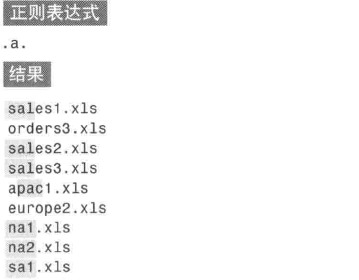 正则表达式
.a.
结果
sales1.xls
orders3.xls
sales2.xls
sales3.xls
apac1.xls
europe2.xls
na1.xls
na2.xls
sa1.xls